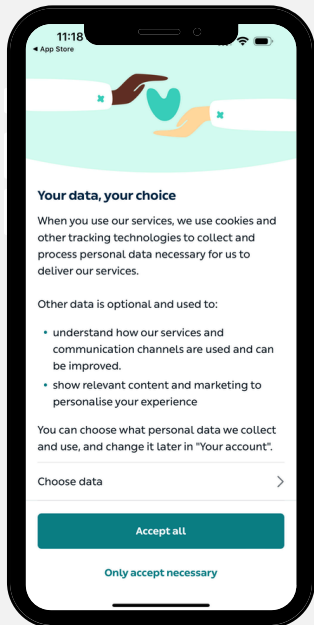 11:18
◀ App Store
Your data, your choice
When you use our services, we use cookies and
other tracking technologies to collect and
process personal data necessary for us to
deliver our services.
Other data is optional and used to:
• understand how our services and
communication channels are used and can
be improved.
• show relevant content and marketing to
personalise your experience
You can choose what personal data we collect
and use, and change it later in "Your account".
Choose data
Accept all
Only accept necessary